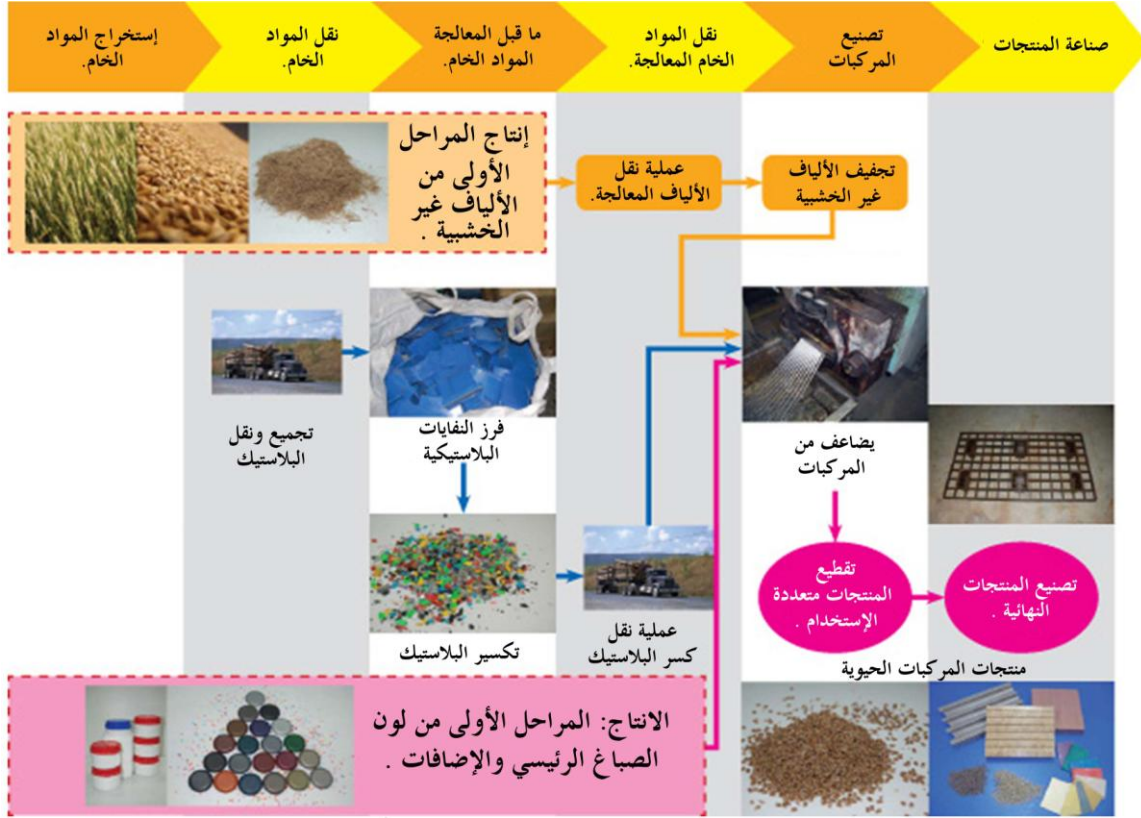 إستخراج المواد
الخام.
نقل المواد
الخام.
ما قبل المعالجة
المواد الخام.
نقل المواد
الخام المعالجة.
تصنيع
المركبات
صناعة المنتجات .
إنتاج المراحل
الأولى من
الألياف غير
الخشبية .
عملية نقل
الألياف المعالجة.
تجفيف الألياف
غير الخشبية
تجميع ونقل
البلاستيك
فرز النفايات
البلاستيكية
يضاعف من
المركبات
تكسير البلاستيك
عملية نقل
كسر البلاستيك
تقطيع
المنتجات متعددة
الإستخدام .
تصنيع المنتجات
النهائية .
منتجات المركبات الحيوية
الانتاج: المراحل الأولى من لون
الصباغ الرئيسي والإضافات .